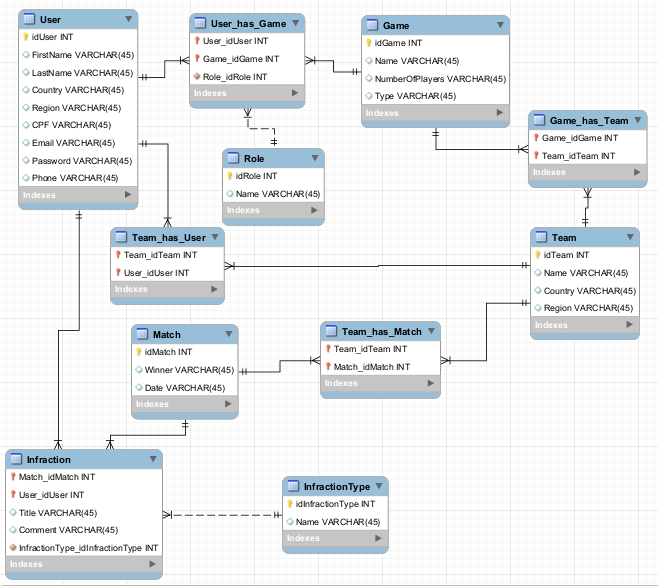 User
idUser INT
FirstName VARCHAR(45)
LastName VARCHAR(45)
Country VARCHAR(45)
Region VARCHAR(45)
CPF VARCHAR(45)
Email VARCHAR(45)
Password VARCHAR(45)
Phone VARCHAR(45)
Indexes
User_has_Game
User_idUser INT
Game_idGame INT
Role_idRole INT
Indexes
Game
idGame INT
Name VARCHAR(45)
NumberOfPlayers VARCHAR(45)
Type VARCHAR(45)
Indexes
Game_has_Team
Game_idGame INT
Team_idTeam INT
Indexes
Role
idRole INT
Name VARCHAR(45)
Indexes
Team_has_User
Team_idTeam INT
User_idUser INT
Indexes
Team
idTeam INT
Name VARCHAR(45)
Country VARCHAR(45)
Region VARCHAR(45)
Indexes
Match
idMatch INT
Winner VARCHAR(45)
Date VARCHAR(45)
Indexes
Team_has_Match
Team_idTeam INT
Match_idMatch INT
Indexes
Infraction
Match_idMatch INT
User_idUser INT
Title VARCHAR(45)
Comment VARCHAR(45)
InfractionType_idInfractionType INT
Indexes
InfractionType
idInfractionType INT
Name VARCHAR(45)
Indexes